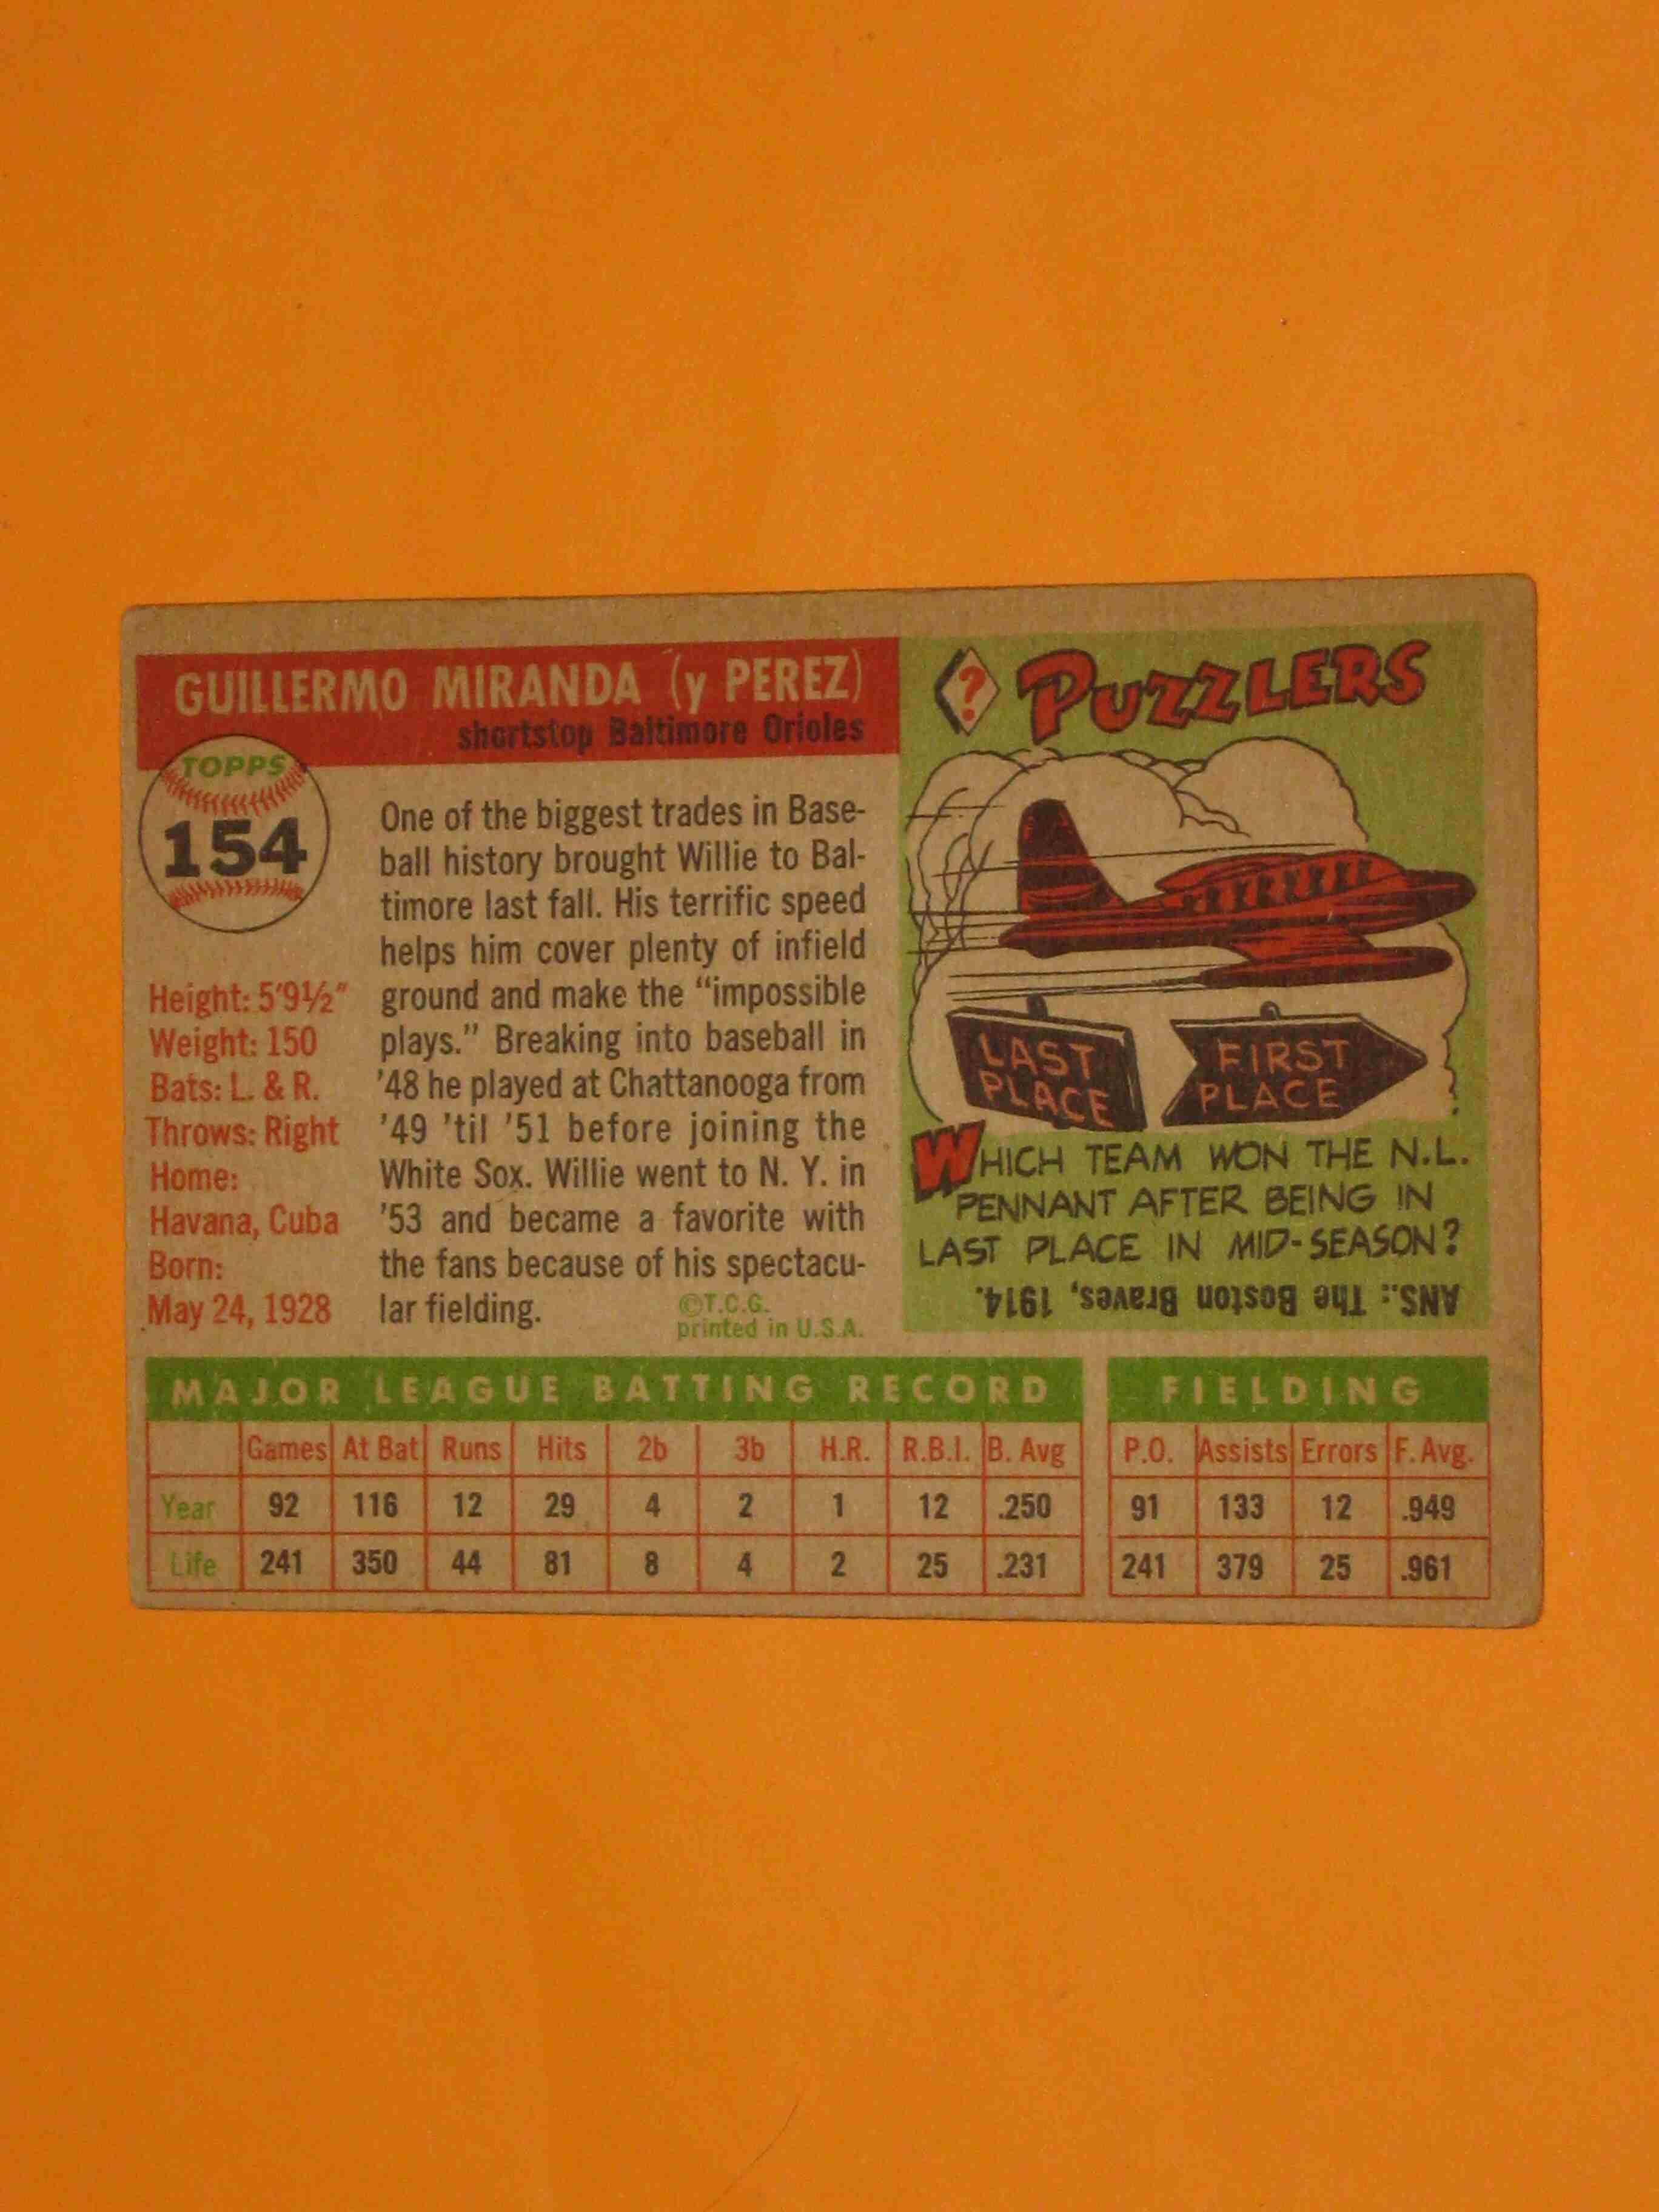 GUILLERMO MIRANDA (y PEREZ)
shortstop Baltimore Orioles
TOPPS
154
Height: 5'9½"
Weight: 150
Bats: L. & R.
Throws: Right
Home:
Havana, Cuba
Born:
May 24, 1928
One of the biggest trades in Base-
ball history brought Willie to Bal-
timore last fall. His terrific speed
helps him cover plenty of infield
ground and make the “impossible
plays.” Breaking into baseball in
'48 he played at Chattanooga from
'49 'til '51 before joining the
White Sox. Willie went to N. Y. in
'53 and became a favorite with
the fans because of his spectacu-
lar fielding.
©T.C.G.
printed in U.S.A.
? PUZZLERS
LAST
PLACE
FIRST
PLACE
WHICH TEAM WON THE N.L.
PENNANT AFTER BEING IN
LAST PLACE IN MID-SEASON?
ANS.: The Boston Braves, 1914.
MAJOR LEAGUE BATTING RECORD
Games At Bat Runs Hits 2b 3b H.R. R.B.I. B. Avg
Year 92 116 12 29 4 2 1 12 .250
Life 241 350 44 81 8 4 2 25 .231
FIELDING
P.O. Assists Errors F. Avg.
91 133 12 .949
241 379 25 .961